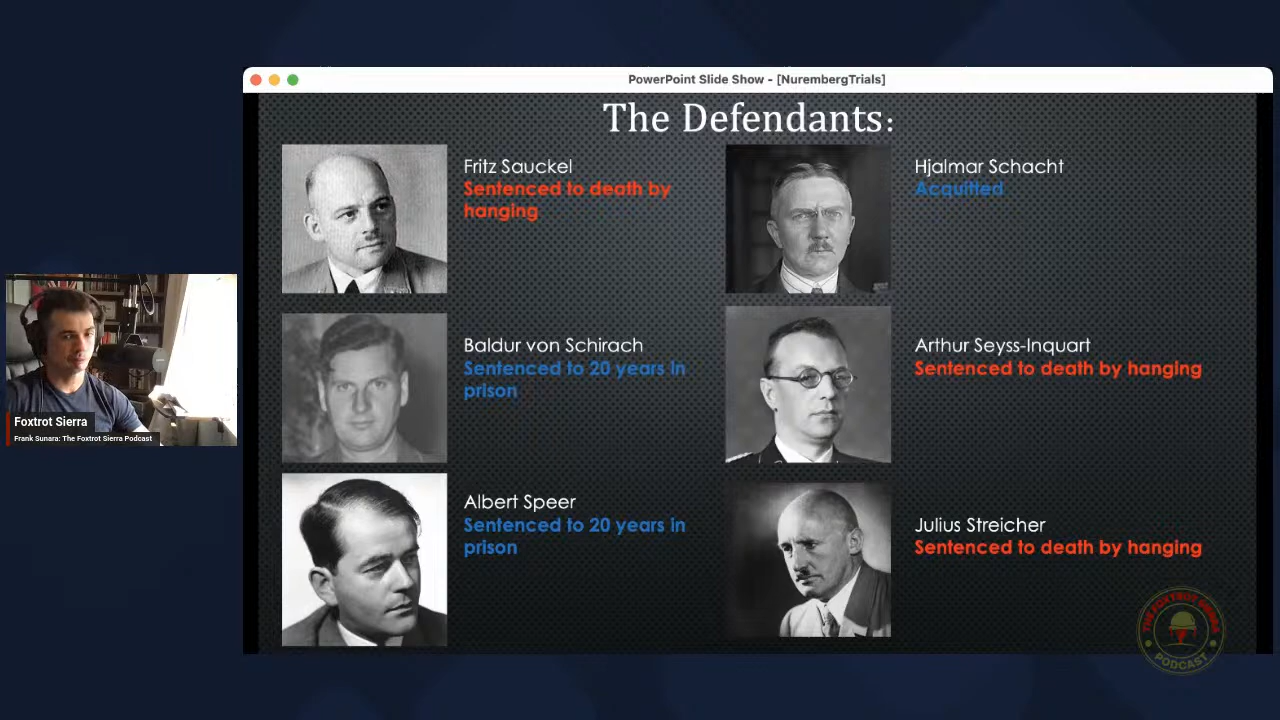 PowerPoint Slide Show - [NurembergTrials]
The Defendants:
Fritz Sauckel
Sentenced to death by
hanging
Hjalmar Schacht
Acquitted
Baldur von Schirach
Sentenced to 20 years in
prison
Arthur Seyss-Inquart
Sentenced to death by hanging
Albert Speer
Sentenced to 20 years in
prison
Julius Streicher
Sentenced to death by hanging
Foxtrot Sierra
Frank Sunara: The Foxtrot Sierra Podcast
THE FOXTROT SIERRA
PODCAST